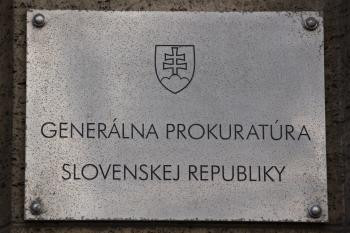 GENERÁLNA PROKURATÚRA
SLOVENSKEJ REPUBLIKY